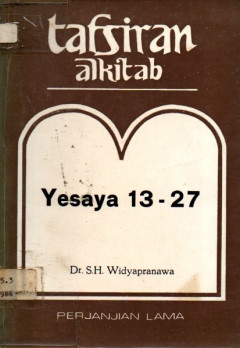 tafsiran
alkitab
Yesaya 13 - 27
Dr. S.H. Widyapranawa
PERJANJIAN LAMA